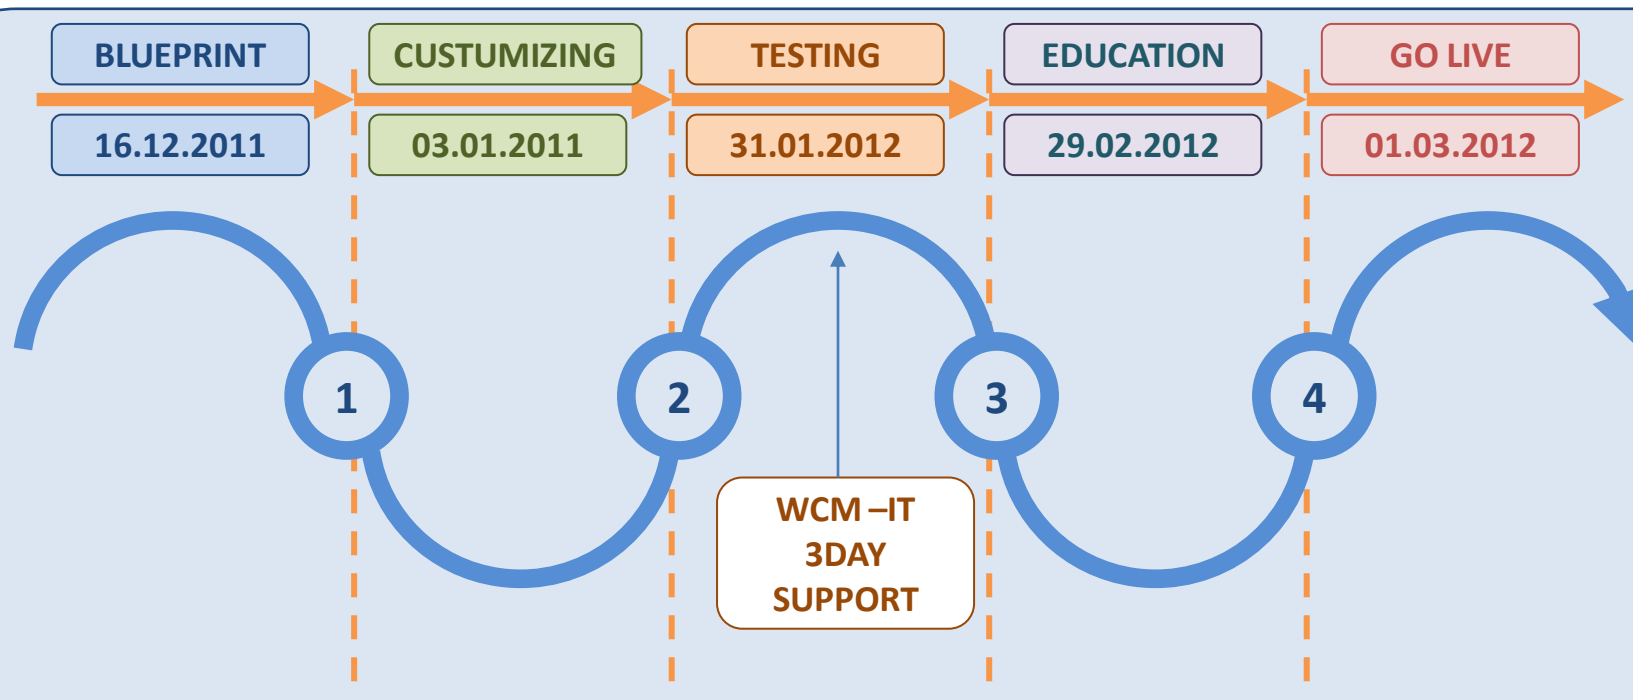 BLUEPRINT
CUSTUMIZING
TESTING
EDUCATION
GO LIVE
16.12.2011
03.01.2011
31.01.2012
29.02.2012
01.03.2012
1
2
3
4
WCM –IT
3DAY
SUPPORT